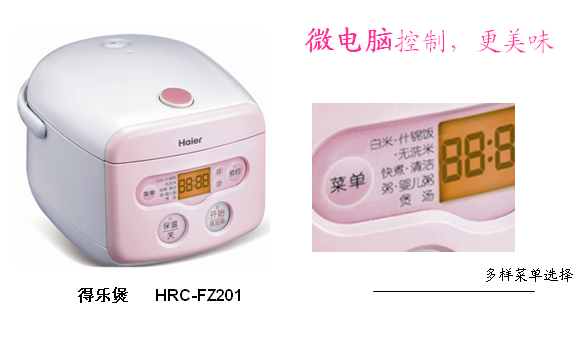 微电脑控制，更美味
Haier
菜单
预约
88:88
保温
关
开始
白米·什锦饭
·无洗米
快煮·清洁
粥·婴儿粥
煲 汤
菜单
88:8
多样菜单选择
得乐煲 HRC-FZ201